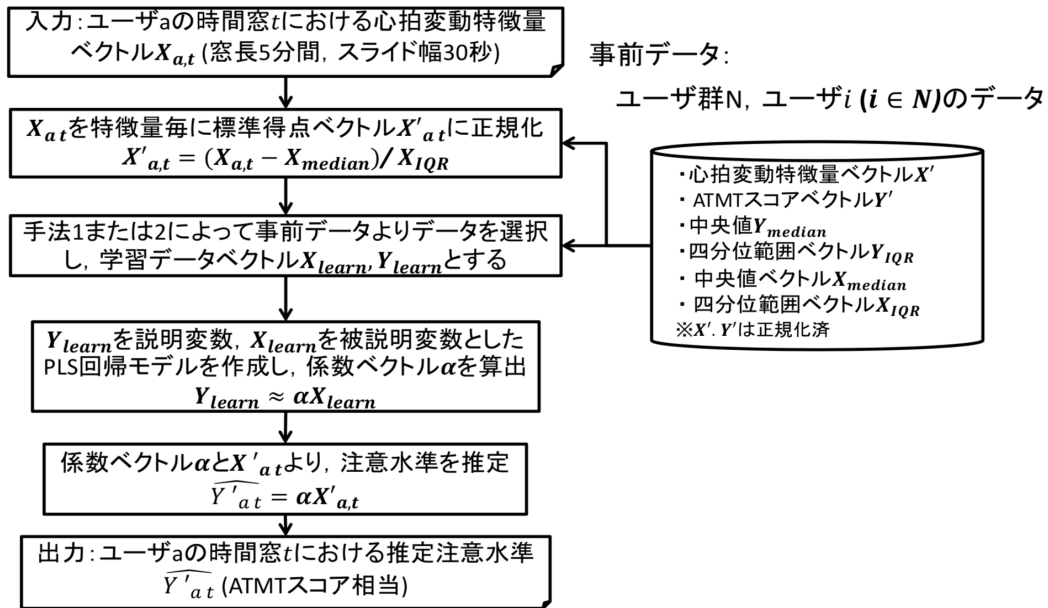 入力:ユーザaの時間窓tにおける心拍変動特徴量
ベクトルX_{a,t} (窓長5分間, スライド幅30秒)
X_{a t}を特徴量毎に標準得点ベクトルX'_{a t}に正規化
X'_{a,t} = (X_{a,t} − X_{median})/ X_{IQR}
手法1または2によって事前データよりデータを選択
し, 学習データベクトルX_{learn}, Y_{learn}とする
Y_{learn}を説明変数, X_{learn}を被説明変数とした
PLS回帰モデルを作成し, 係数ベクトルαを算出
Y_{learn} ≈ αX_{learn}
係数ベクトルαとX'_{a t}より, 注意水準を推定
\widehat{Y'_{a t}} = αX'_{a,t}
出力:ユーザaの時間窓tにおける推定注意水準
\widehat{Y'_{a t}} (ATMTスコア相当)
事前データ:
ユーザ群N, ユーザi (i ∈ N)のデータ
・心拍変動特徴量ベクトルX'
・ATMTスコアベクトルY'
・中央値Y_{median}
・四分位範囲ベクトルY_{IQR}
・中央値ベクトルX_{median}
・四分位範囲ベクトルX_{IQR}
※X'. Y'は正規化済